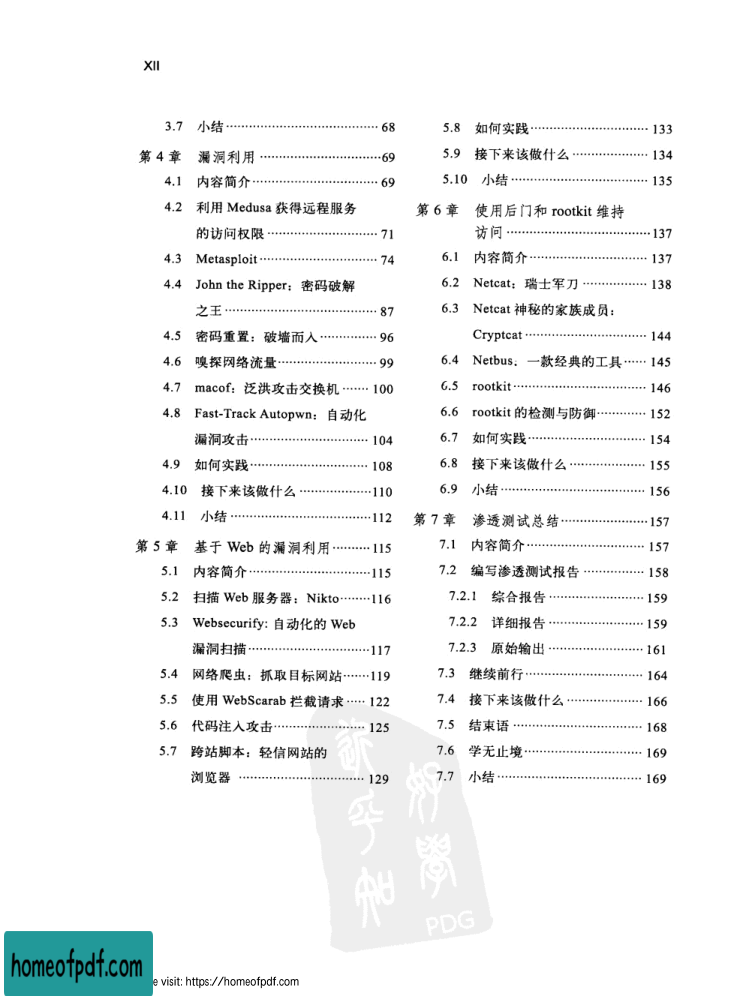 XII
3.7 小结 68
第 4 章 漏洞利用 69
4.1 内容简介 69
4.2 利用 Medusa 获得远程服务
的访问权限 71
4.3 Metasploit 74
4.4 John the Ripper：密码破解
之王 87
4.5 密码重置：破墙而入 96
4.6 嗅探网络流量 99
4.7 macof：泛洪攻击交换机 100
4.8 Fast-Track Autopwn：自动化
漏洞攻击 104
4.9 如何实践 108
4.10 接下来该做什么 110
4.11 小结 112
第 5 章 基于 Web 的漏洞利用 115
5.1 内容简介 115
5.2 扫描 Web 服务器：Nikto 116
5.3 Websecurify: 自动化的 Web
漏洞扫描 117
5.4 网络爬虫：抓取目标网站 119
5.5 使用 WebScarab 拦截请求 122
5.6 代码注入攻击 125
5.7 跨站脚本：轻信网站的
浏览器 129
5.8 如何实践 133
5.9 接下来该做什么 134
5.10 小结 135
第 6 章 使用后门和 rootkit 维持
访问 137
6.1 内容简介 137
6.2 Netcat：瑞士军刀 138
6.3 Netcat 神秘的家族成员：
Cryptcat 144
6.4 Netbus：一款经典的工具 145
6.5 rootkit 146
6.6 rootkit 的检测与防御 152
6.7 如何实践 154
6.8 接下来该做什么 155
6.9 小结 156
第 7 章 渗透测试总结 157
7.1 内容简介 157
7.2 编写渗透测试报告 158
7.2.1 综合报告 159
7.2.2 详细报告 159
7.2.3 原始输出 161
7.3 继续前行 164
7.4 接下来该做什么 166
7.5 结束语 168
7.6 学无止境 169
7.7 小结 169
PDG
homeofpdf.com
e visit: https://homeofpdf.com